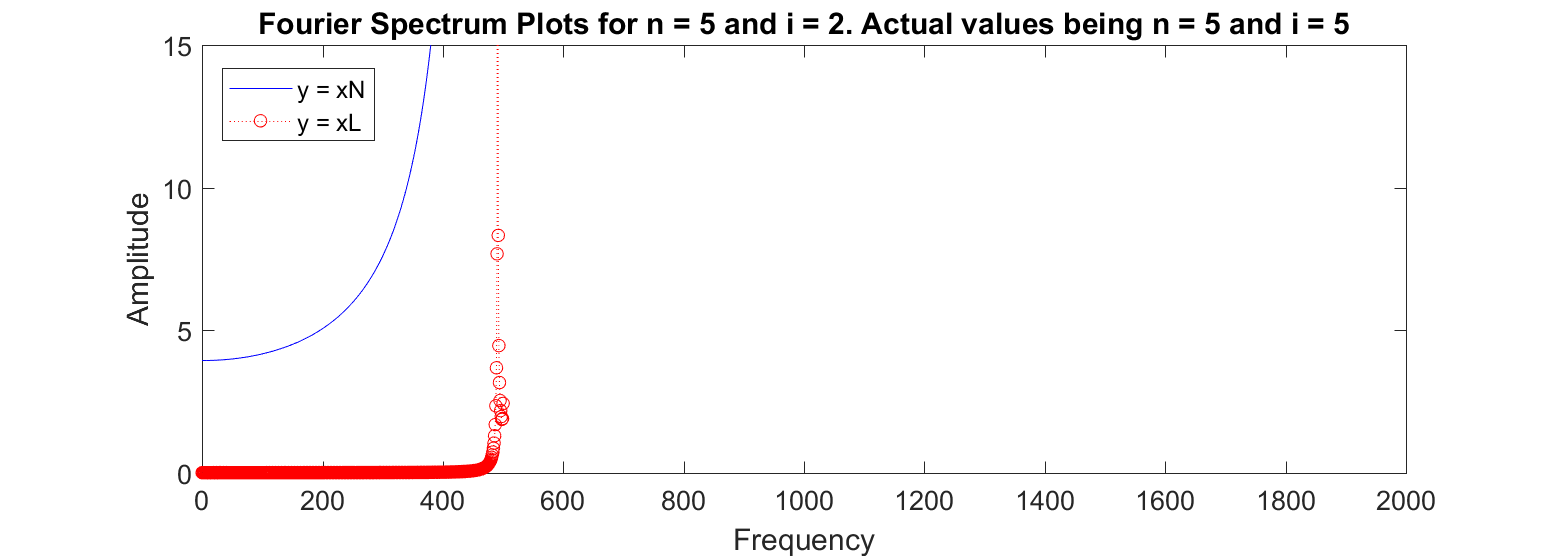 Fourier Spectrum Plots for n = 5 and i = 2. Actual values being n = 5 and i = 5
15
y = xN
y = xL
10
Amplitude
5
0
0 200 400 600 800 1000 1200 1400 1600 1800 2000
Frequency